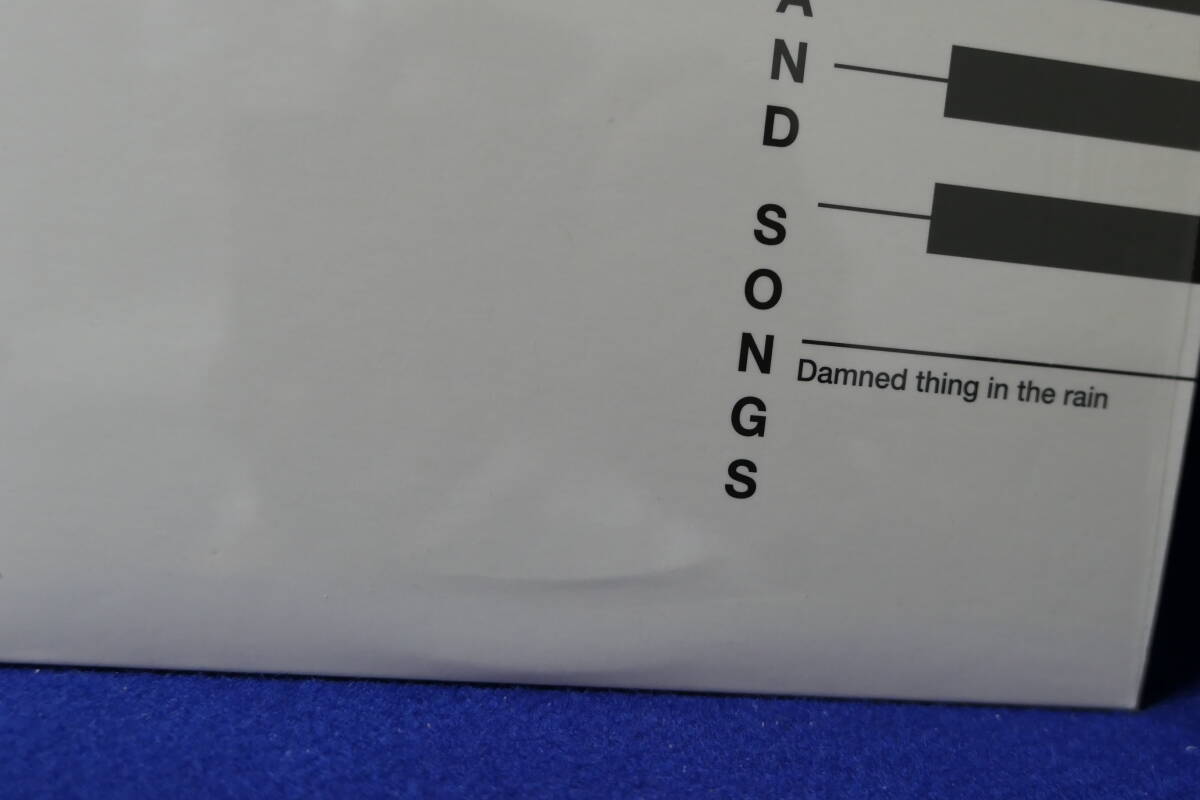 AND SONGS
Damned thing in the rain